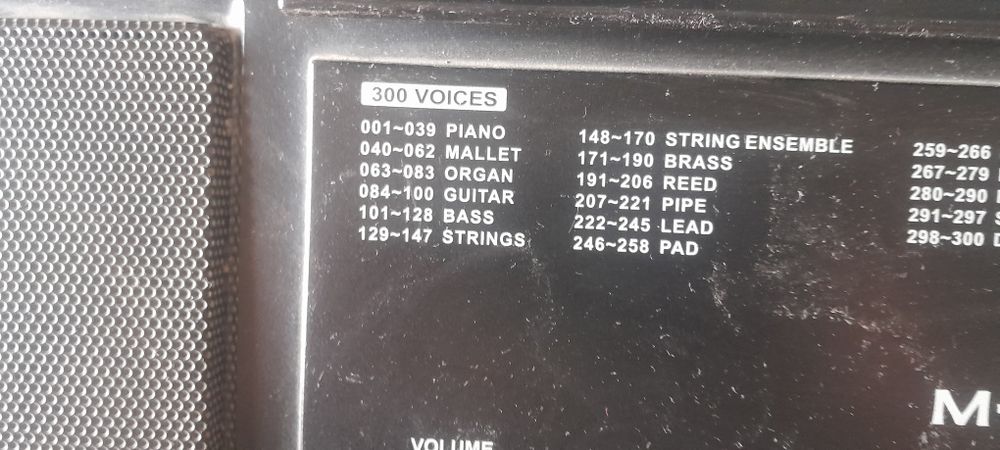 300 VOICES
001~039 PIANO
040~062 MALLET
063~083 ORGAN
084~100 GUITAR
101~128 BASS
129~147 STRINGS
148~170 STRING ENSEMBLE
171~190 BRASS
191~206 REED
207~221 PIPE
222~245 LEAD
246~258 PAD
259~266
267~279
280~290
291~297
298~300
VOLUME